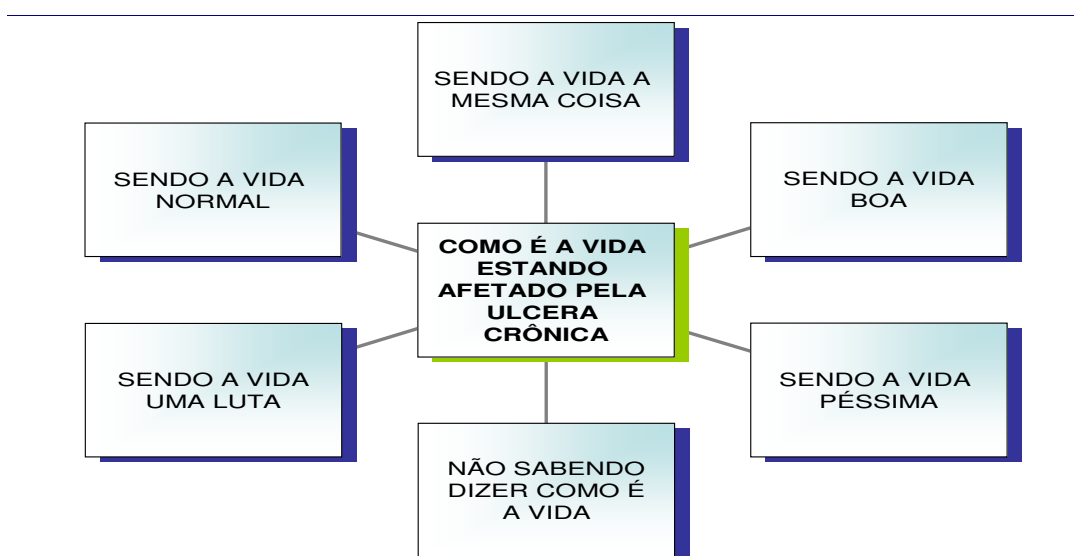 SENDO A VIDA A
MESMA COISA
SENDO A VIDA
NORMAL
SENDO A VIDA
BOA
COMO É A VIDA
ESTANDO
AFETADO PELA
ULCERA
CRÔNICA
SENDO A VIDA
UMA LUTA
SENDO A VIDA
PÉSSIMA
NÃO SABENDO
DIZER COMO É
A VIDA